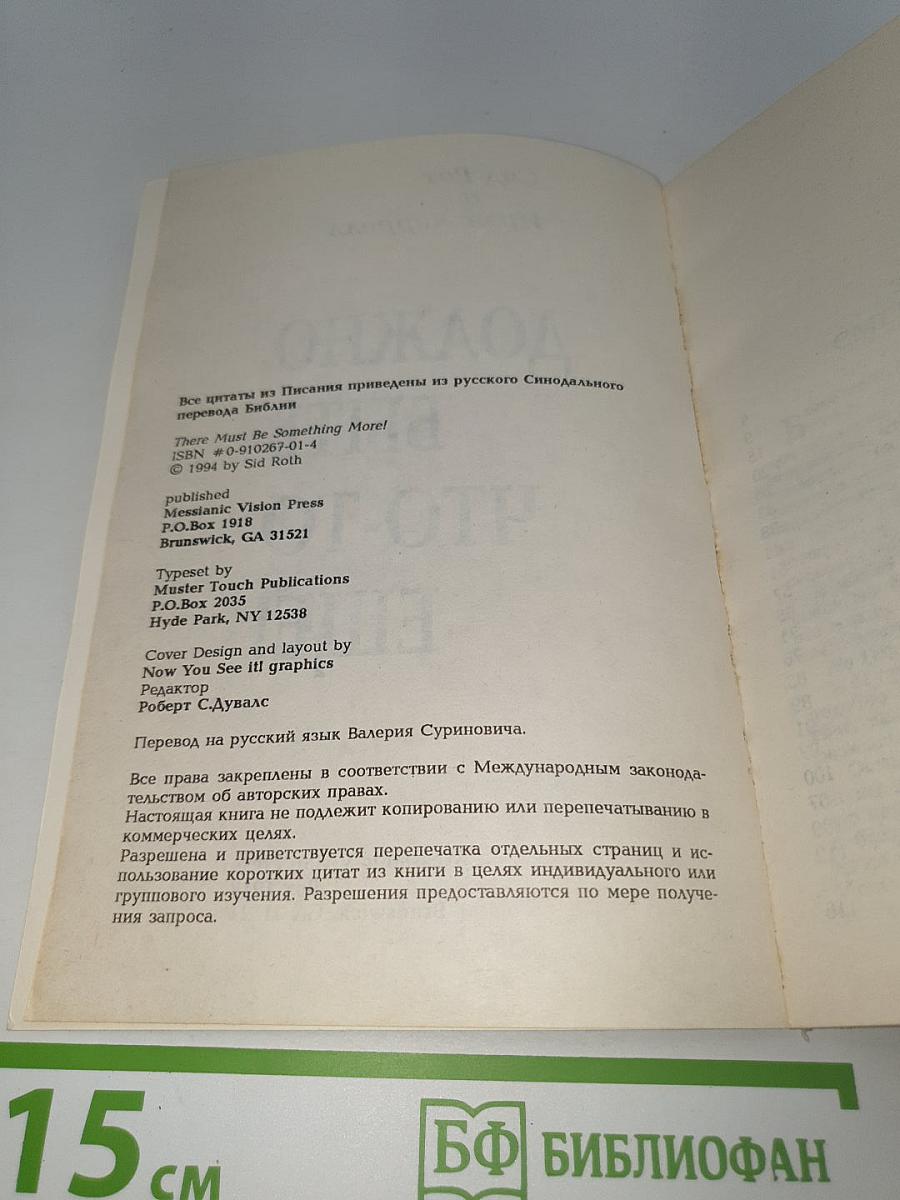 Все цитаты из Писания приведены из русского Синодального
перевода Библии
There Must Be Something More!
ISBN #0-910267-01-4
© 1994 by Sid Roth
published
Messianic Vision Press
P.O.Box 1918
Brunswick, GA 31521
Typeset by
Muster Touch Publications
P.O.Box 2035
Hyde Park, NY 12538
Cover Design and layout by
Now You See it! graphics
Редактор
Роберт С.Дувалс
Перевод на русский язык Валерия Суриновича.
Все права закреплены в соответствии с Международным законода-
тельством об авторских правах.
Настоящая книга не подлежит копированию или перепечатыванию в
коммерческих целях.
Разрешена и приветствуется перепечатка отдельных страниц и ис-
пользование коротких цитат из книги в целях индивидуального или
группового изучения. Разрешения предоставляются по мере получе-
ния запроса.
15 см
БФ БИБЛИОФАН